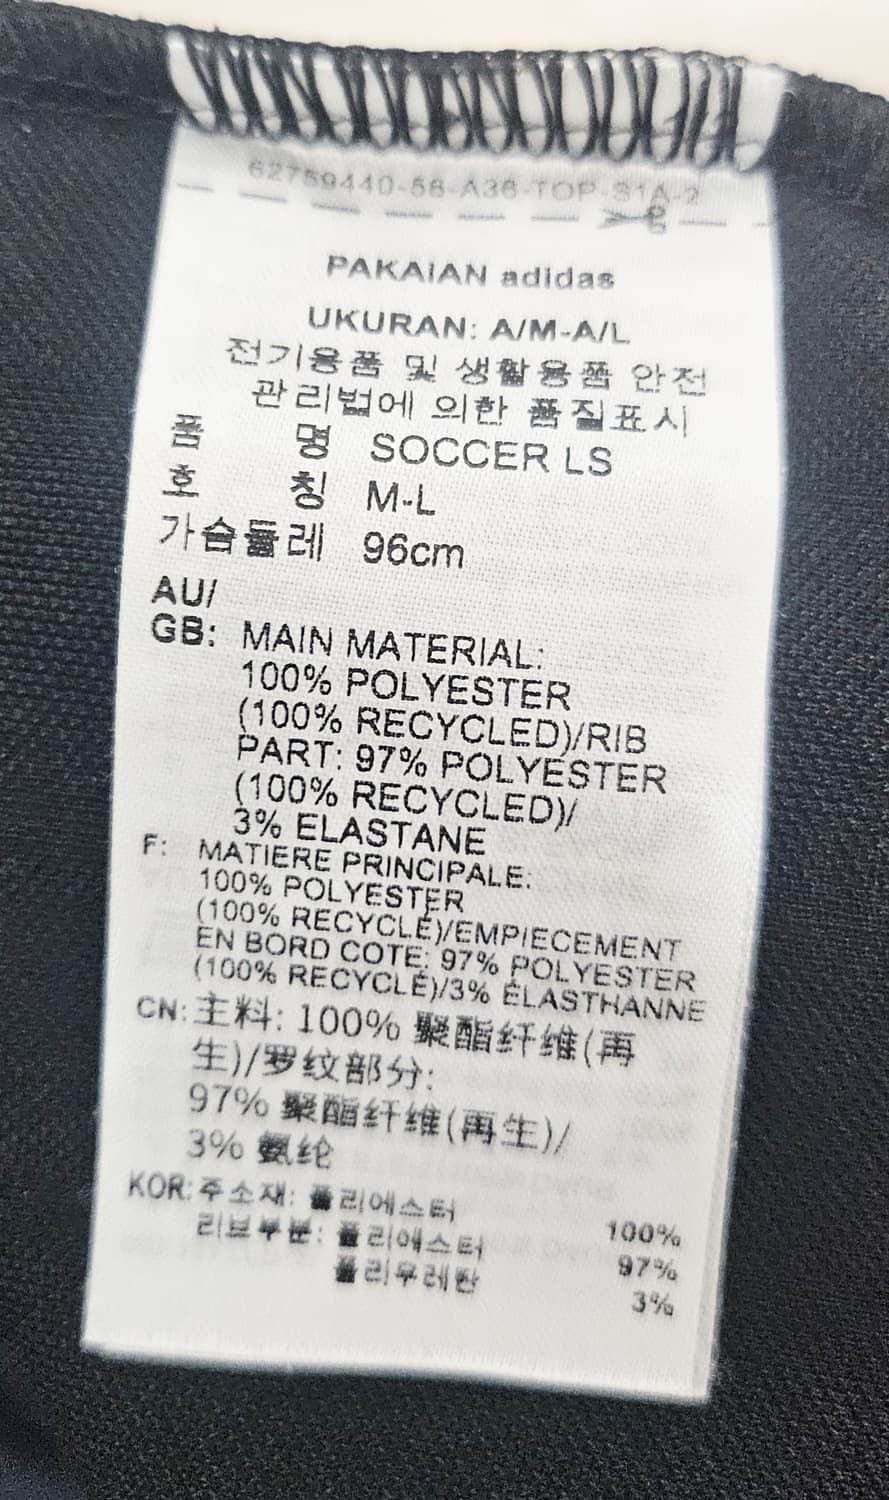 62759440-56-A36-TOP-S1A-2
PAKAIAN adidas
UKURAN: A/M-A/L
전기용품 및 생활용품 안전
관리법에 의한 품질표시
품 명 SOCCER LS
호 칭 M-L
가슴둘레 96cm
AU/
GB: MAIN MATERIAL:
100% POLYESTER
(100% RECYCLED)/RIB
PART: 97% POLYESTER
(100% RECYCLED)/
3% ELASTANE
F: MATIERE PRINCIPALE:
100% POLYESTER
(100% RECYCLÉ)/EMPIECEMENT
EN BORD COTE: 97% POLYESTER
(100% RECYCLÉ)/3% ÉLASTHANNE
CN: 主料: 100% 聚酯纤维(再
生)/罗纹部分:
97% 聚酯纤维(再生)/
3% 氨纶
KOR: 주소재: 폴리에스터 100%
리브부분: 폴리에스터 97%
폴리우레탄 3%